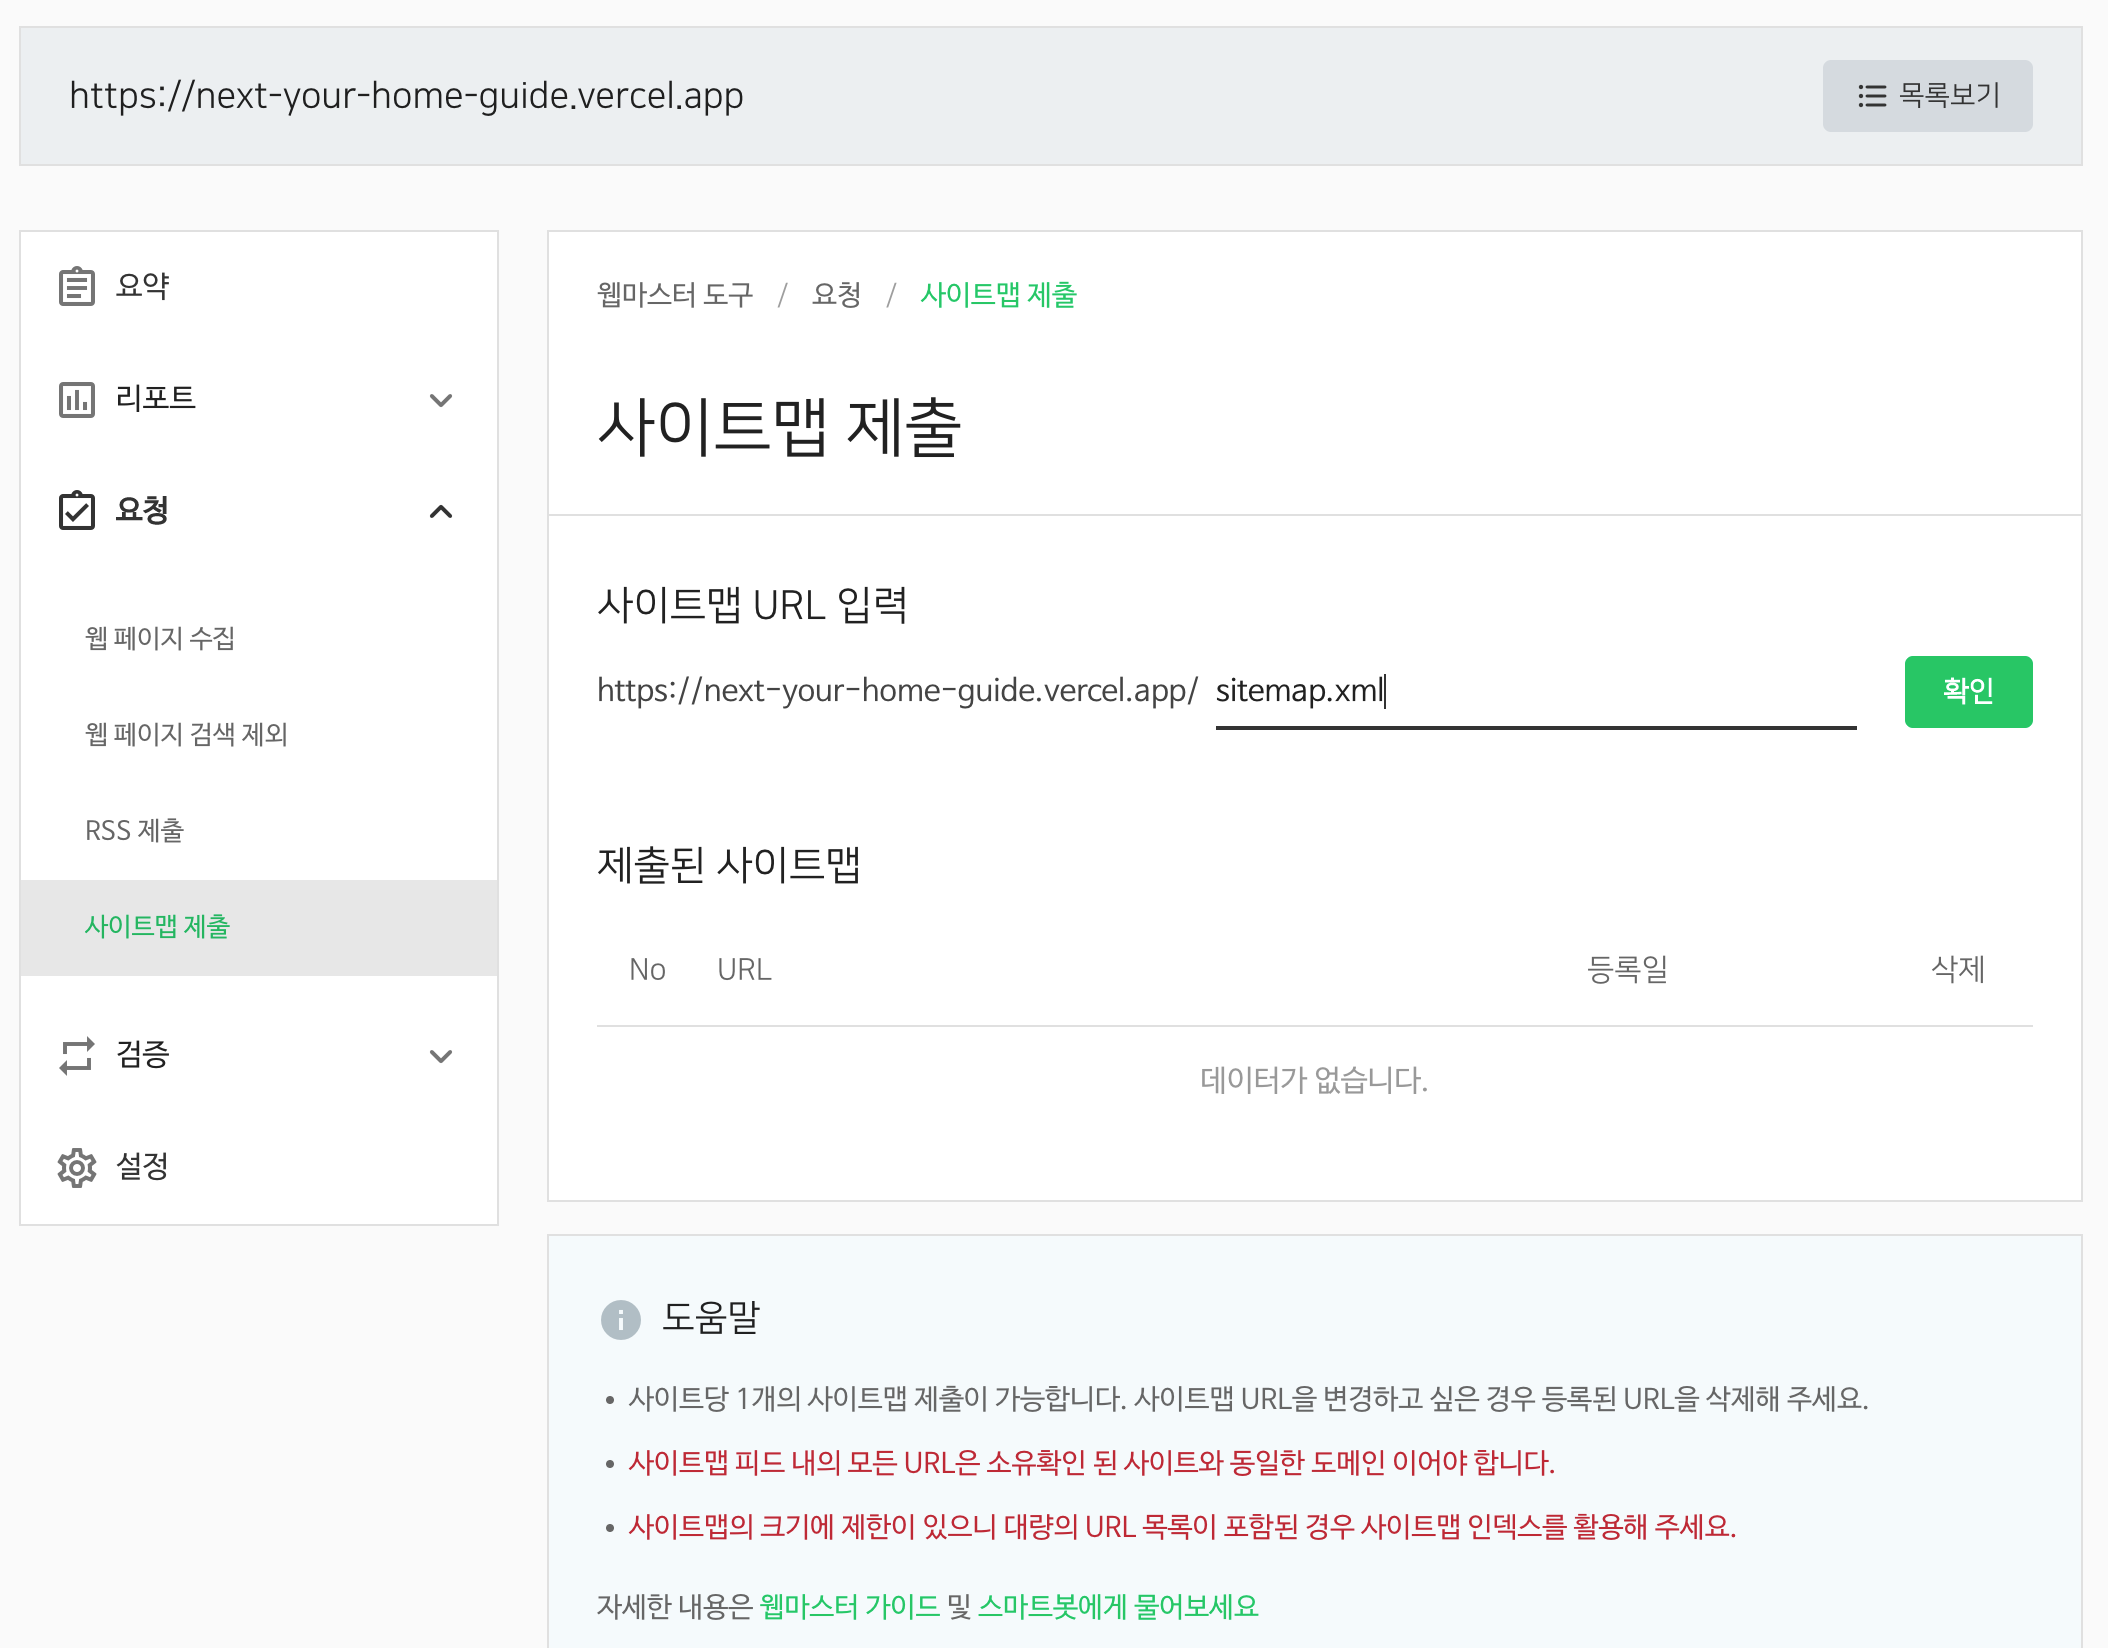 https://next-your-home-guide.vercel.app
목록보기
요약
리포트
요청
웹 페이지 수집
웹 페이지 검색 제외
RSS 제출
사이트맵 제출
검증
설정
웹마스터 도구 / 요청 / 사이트맵 제출
사이트맵 제출
사이트맵 URL 입력
https://next-your-home-guide.vercel.app/ sitemap.xml
확인
제출된 사이트맵
No URL 등록일 삭제
데이터가 없습니다.
도움말
• 사이트당 1개의 사이트맵 제출이 가능합니다. 사이트맵 URL을 변경하고 싶은 경우 등록된 URL을 삭제해 주세요.
• 사이트맵 피드 내의 모든 URL은 소유확인 된 사이트와 동일한 도메인 이어야 합니다.
• 사이트맵의 크기에 제한이 있으니 대량의 URL 목록이 포함된 경우 사이트맵 인덱스를 활용해 주세요.
자세한 내용은 웹마스터 가이드 및 스마트봇에게 물어보세요